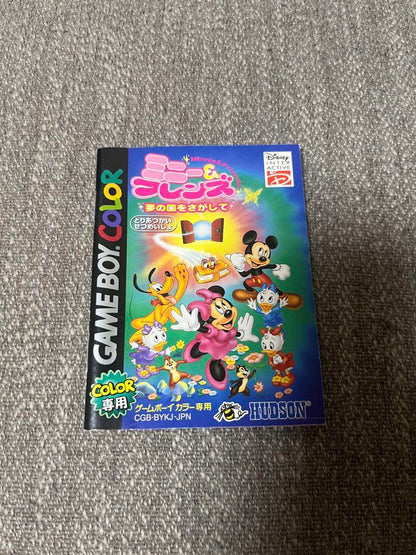 GAME BOY COLOR
COLOR
専用
Minnie & Friends
ミニー&
フレンズ
夢の国をさがして
とりあつかい
せつめいしょ
Disney
INTER
ACTIVE
ゲームボーイ カラー専用
CGB-BYKJ-JPN
HUDSON®